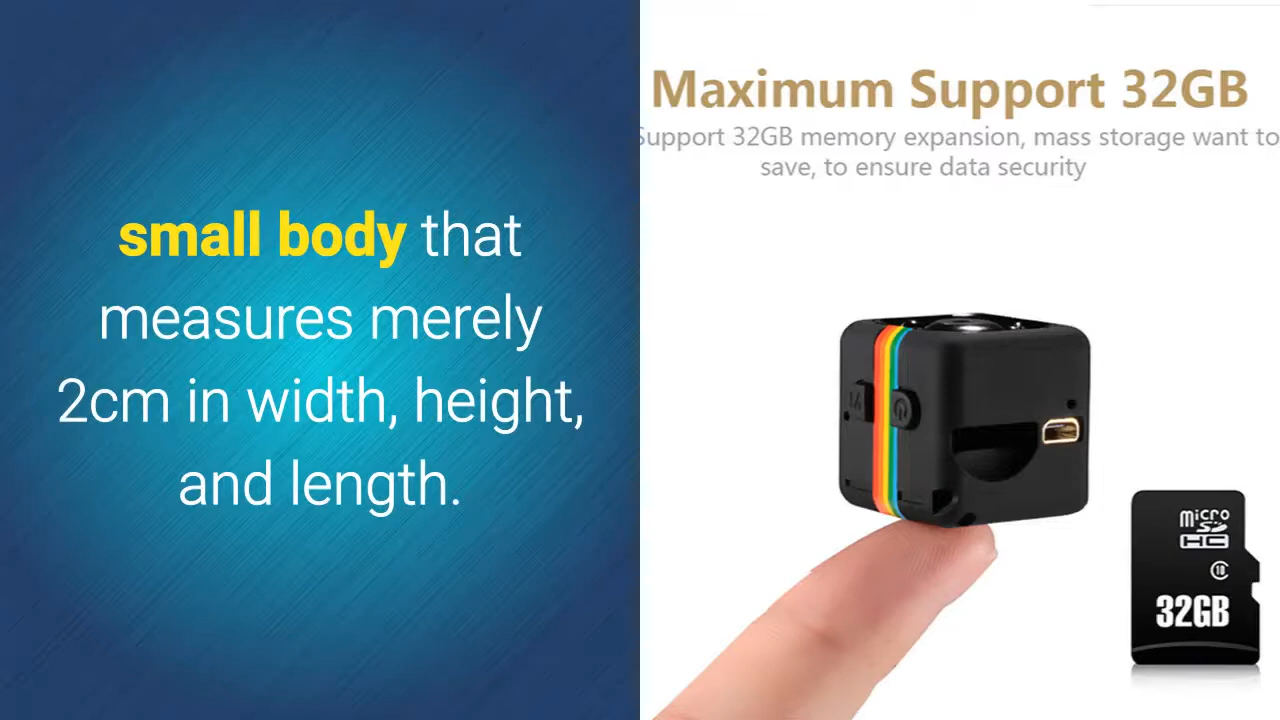 small body that
measures merely
2cm in width, height,
and length.
Maximum Support 32GB
Support 32GB memory expansion, mass storage want to
save, to ensure data security
micro
SD
HC
10
32GB